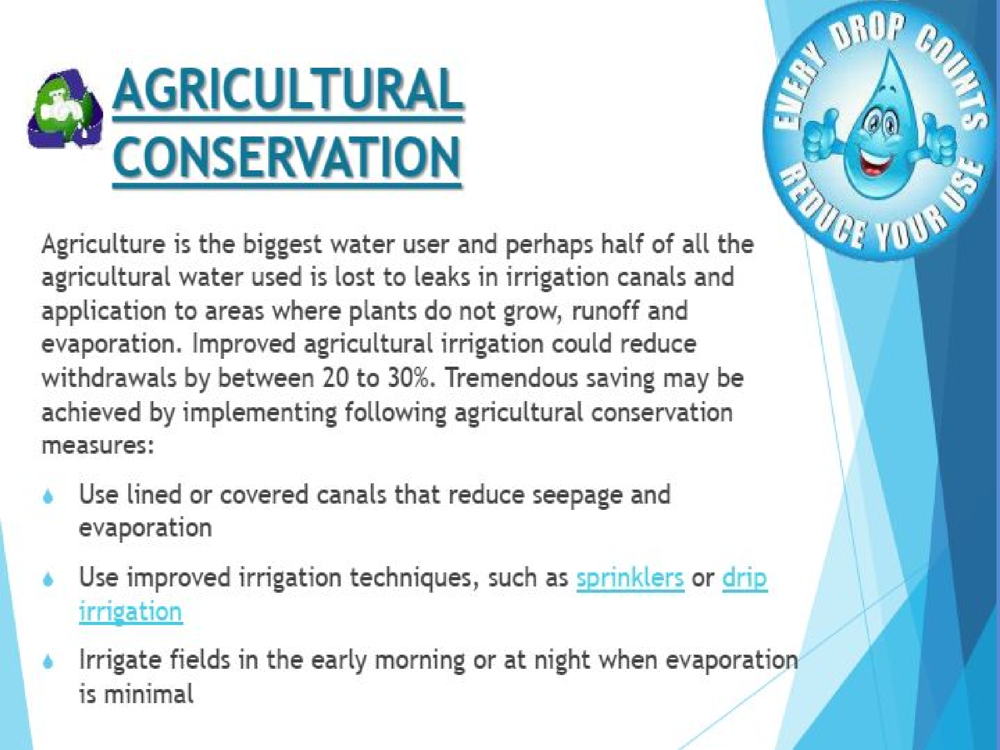 EVERY DROP COUNTS
REDUCE YOUR USE
AGRICULTURAL
CONSERVATION
Agriculture is the biggest water user and perhaps half of all the
agricultural water used is lost to leaks in irrigation canals and
application to areas where plants do not grow, runoff and
evaporation. Improved agricultural irrigation could reduce
withdrawals by between 20 to 30%. Tremendous saving may be
achieved by implementing following agricultural conservation
measures:
Use lined or covered canals that reduce seepage and
evaporation
Use improved irrigation techniques, such as sprinklers or drip
irrigation
Irrigate fields in the early morning or at night when evaporation
is minimal